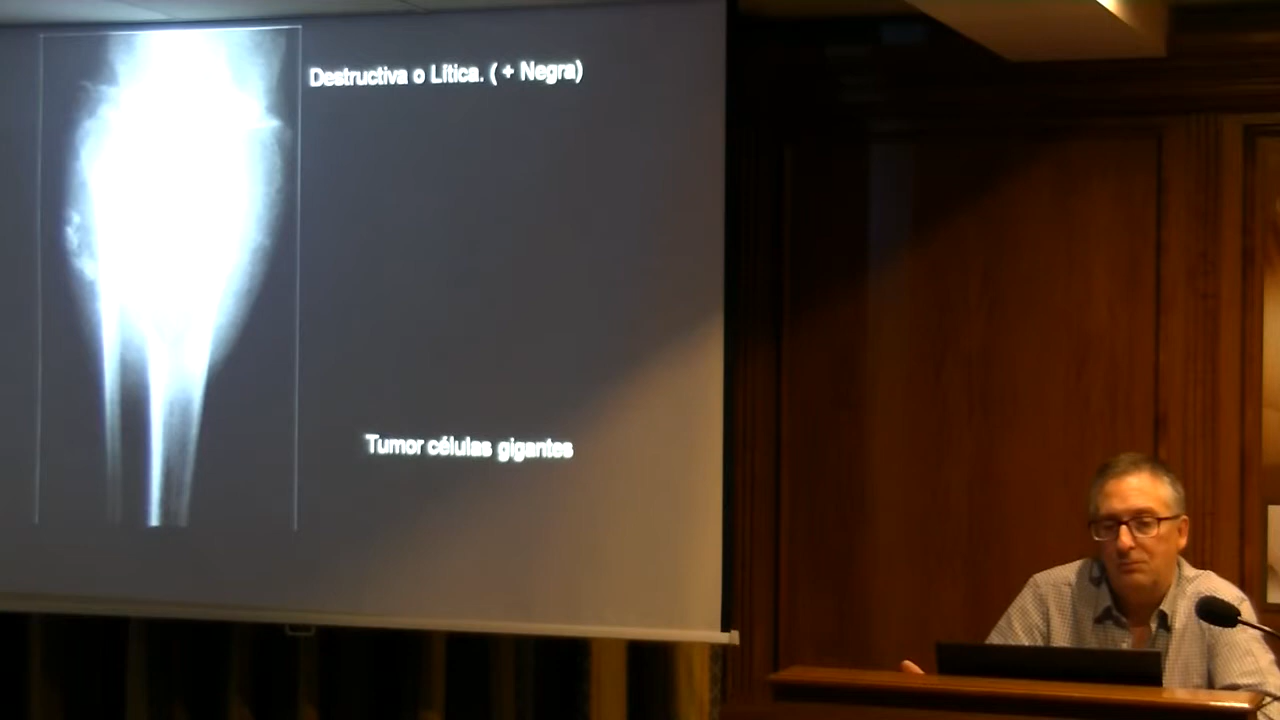 Destructiva o Lítica. ( + Negra)
Tumor células gigantes